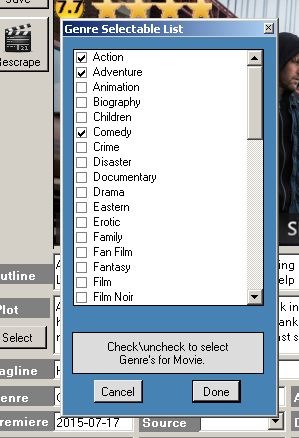 Save
7.7
Rescrape
Genre Selectable List
Action
Adventure
Animation
Biography
Children
Comedy
Crime
Disaster
Documentary
Drama
Eastern
Erotic
Family
Fan Film
Fantasy
Film
Film Noir
Check\uncheck to select
Genre's for Movie.
Cancel
Done
utline
Plot
Select
agline
enre
remiere
2015-07-17
Source
S
ing
elp
k in
ank
st s